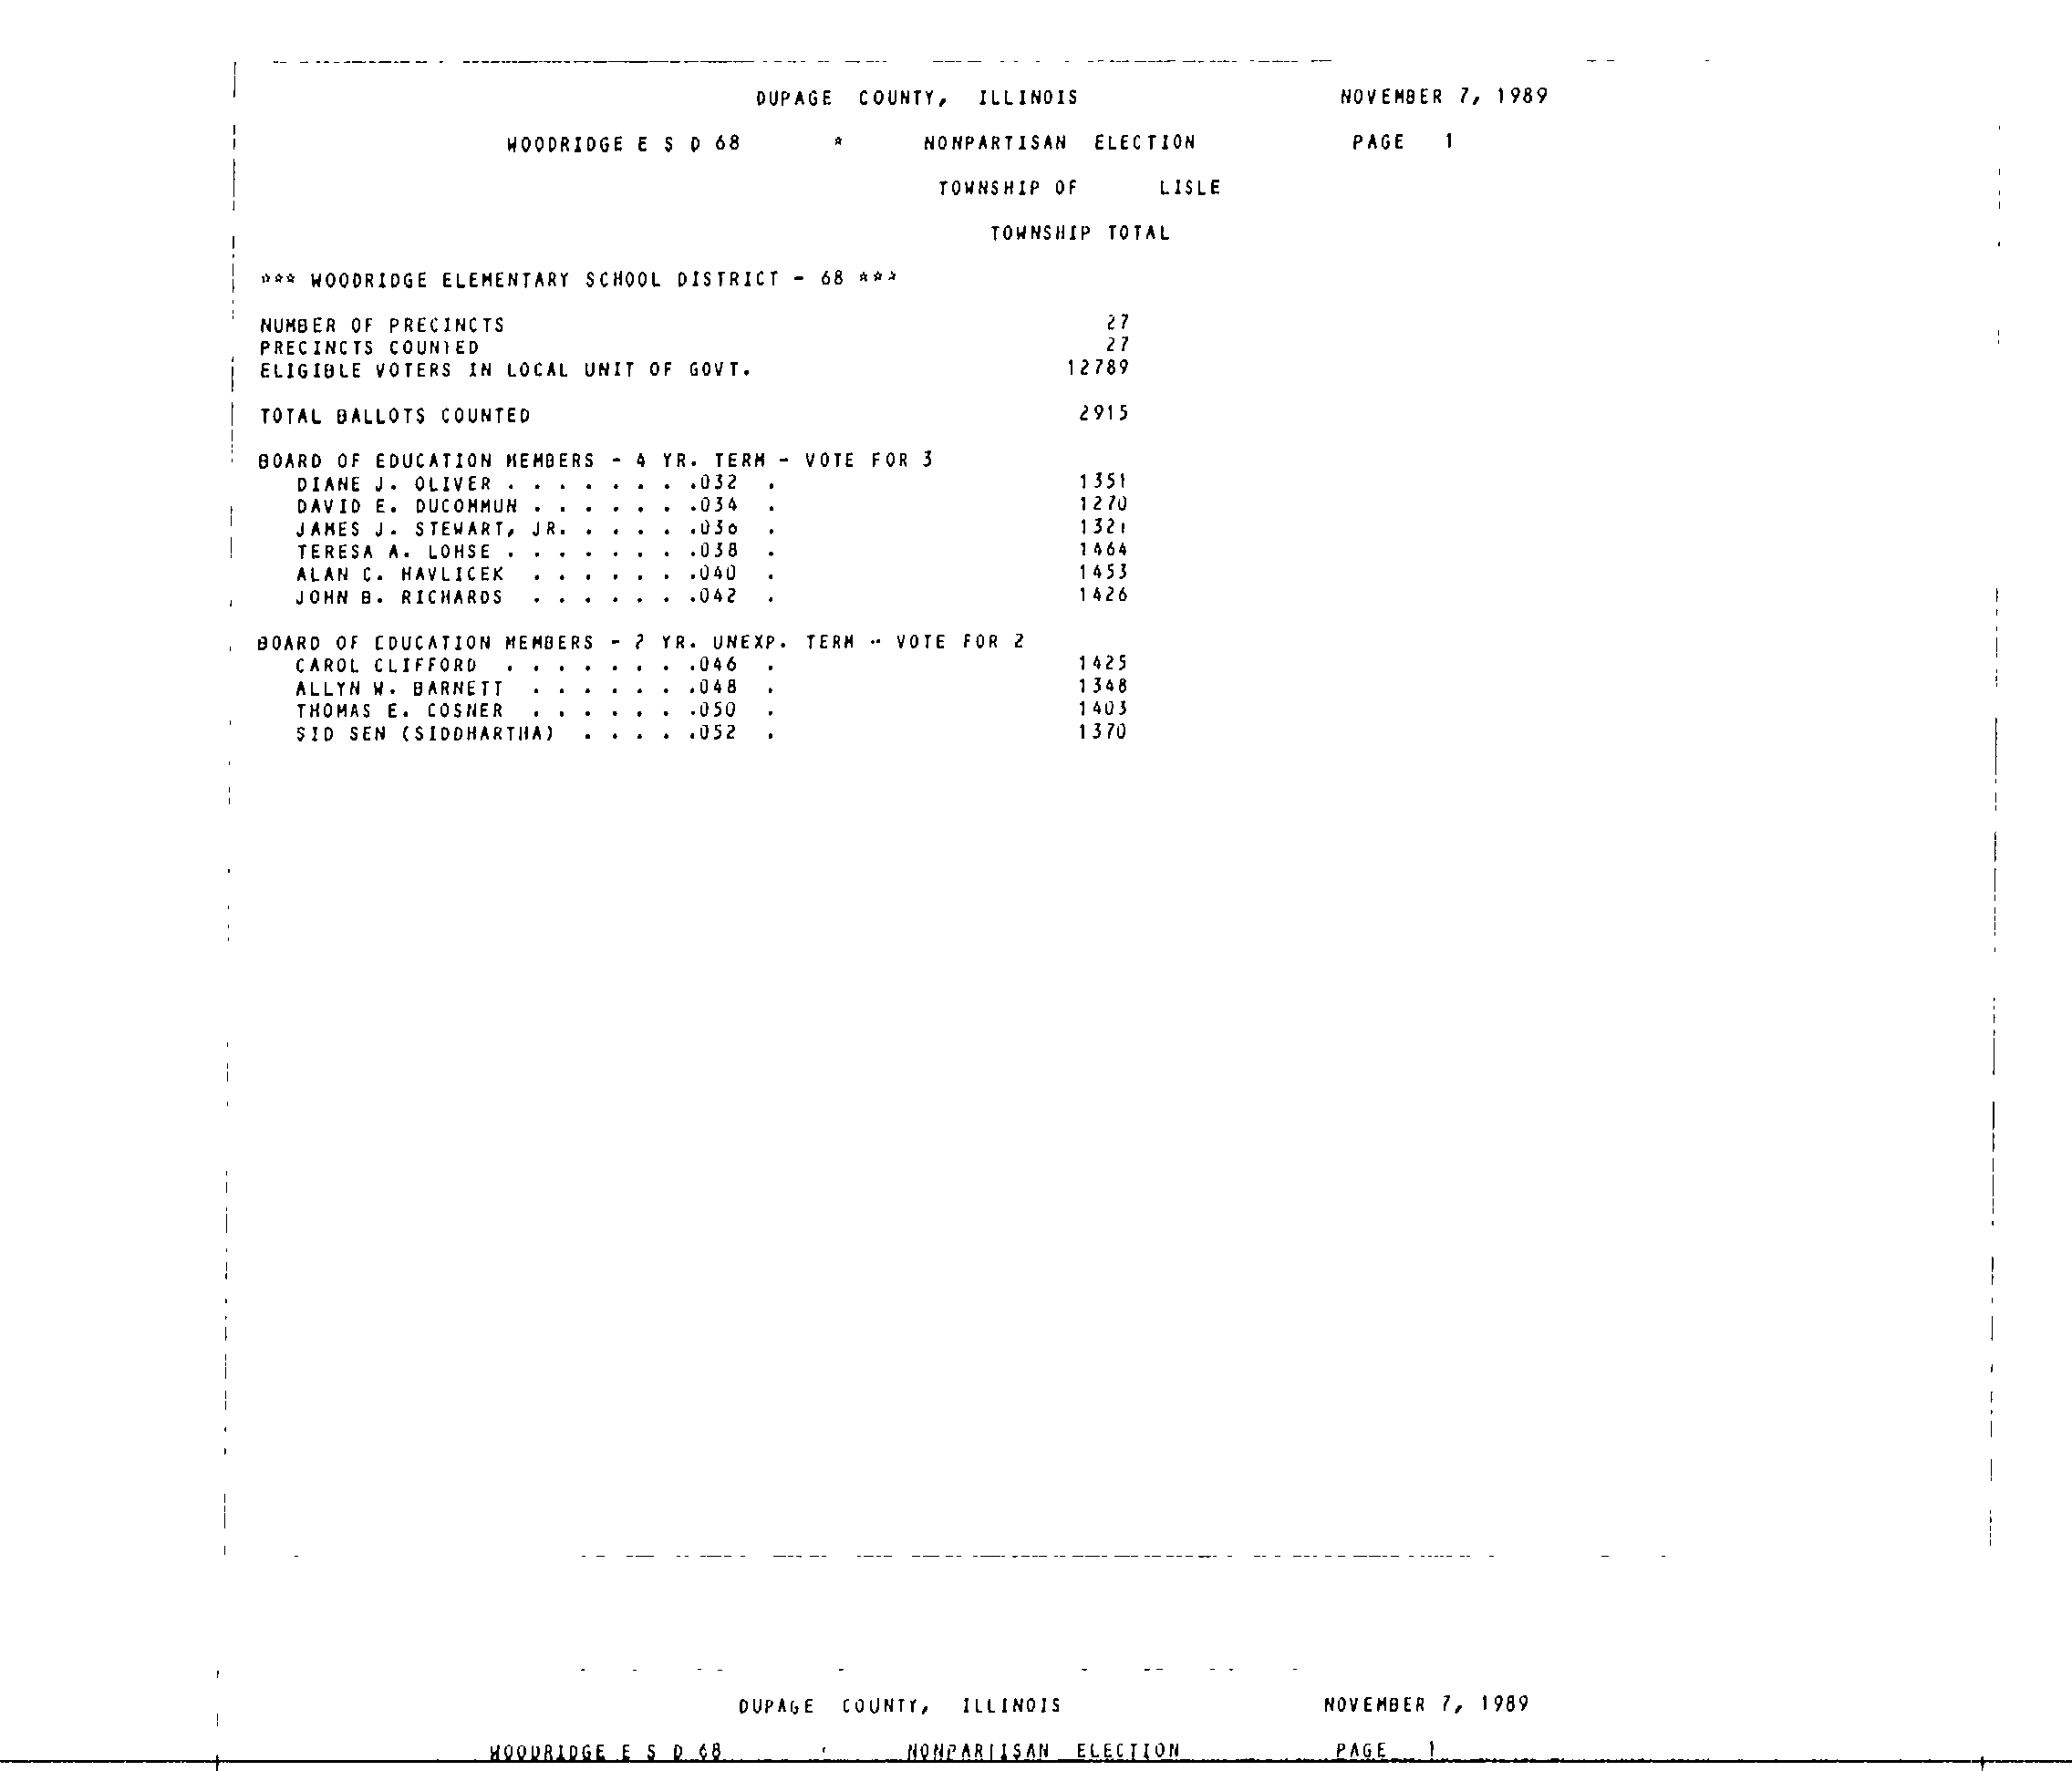 DUPAGE COUNTY, ILLINOIS NOVEMBER 7, 1989
WOODRIDGE E S D 68 * NONPARTISAN ELECTION PAGE 1
TOWNSHIP OF LISLE
TOWNSHIP TOTAL
*** WOODRIDGE ELEMENTARY SCHOOL DISTRICT - 68 ***
NUMBER OF PRECINCTS 27
PRECINCTS COUNTED 27
ELIGIBLE VOTERS IN LOCAL UNIT OF GOVT. 12789
TOTAL BALLOTS COUNTED 2915
BOARD OF EDUCATION MEMBERS - 4 YR. TERM - VOTE FOR 3
DIANE J. OLIVER . . . . . . . .032 . 1351
DAVID E. DUCOMMUN . . . . . . .034 . 1270
JAMES J. STEWART, JR. . . . . .036 . 1321
TERESA A. LOHSE . . . . . . . .038 . 1464
ALAN C. HAVLICEK . . . . . . .040 . 1453
JOHN B. RICHARDS . . . . . . .042 . 1426
BOARD OF EDUCATION MEMBERS - 2 YR. UNEXP. TERM - VOTE FOR 2
CAROL CLIFFORD . . . . . . . .046 . 1425
ALLYN W. BARNETT . . . . . . .048 . 1348
THOMAS E. COSNER . . . . . . .050 . 1403
SID SEN (SIDDHARTHA) . . . . .052 . 1370
DUPAGE COUNTY, ILLINOIS NOVEMBER 7, 1989
WOODRIDGE E S D 68 NONPARTISAN ELECTION PAGE 1